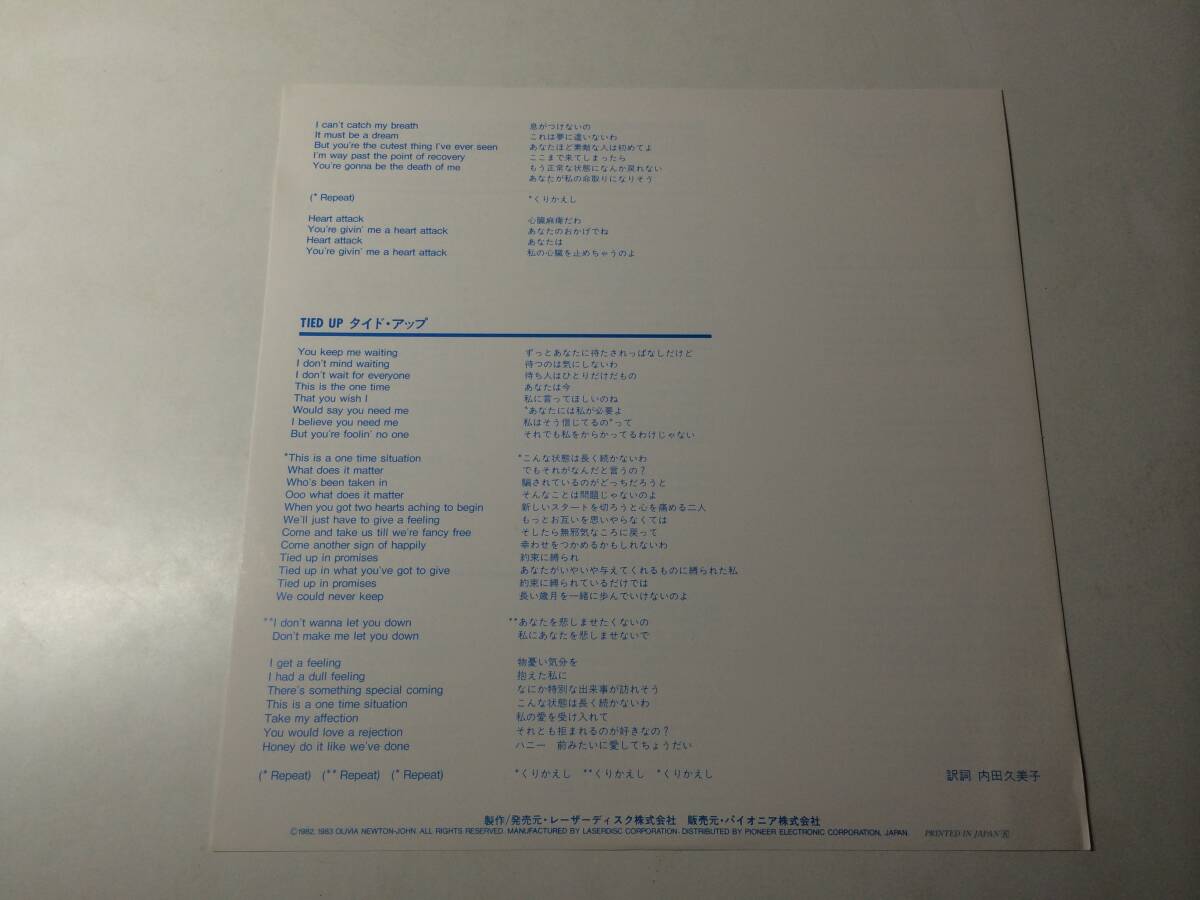 I can't catch my breath 息がつけないの
It must be a dream これは夢に違いないわ
But you're the cutest thing I've ever seen あなたほど素敵な人は初めてよ
I'm way past the point of recovery ここまで来てしまったら
You're gonna be the death of me もう正常な状態になんか戻れない
あなたが私の命取りになりそう
(* Repeat) *くりかえし
Heart attack 心臓麻痺だわ
You're givin' me a heart attack あなたのおかげでね
Heart attack あなたは
You're givin' me a heart attack 私の心臓を止めちゃうのよ
TIED UP タイド・アップ
You keep me waiting ずっとあなたに待たされっぱなしだけど
I don't mind waiting 待つのは気にしないわ
I don't wait for everyone 待ち人はひとりだけだもの
This is the one time あなたは今
That you wish I 私に言ってほしいのね
Would say you need me "あなたには私が必要よ
I believe you need me 私はそう信じてるの"って
But you're foolin' no one それでも私をからかってるわけじゃない
*This is a one time situation *こんな状態は長く続かないわ
What does it matter でもそれがなんだと言うの?
Who's been taken in 騙されているのがどっちだろうと
Ooo what does it matter そんなことは問題じゃないのよ
When you got two hearts aching to begin 新しいスタートを切ろうと心を痛める二人
We'll just have to give a feeling もっとお互いを思いやらなくては
Come and take us till we're fancy free そしたら無邪気なころに戻って
Come another sign of happily 幸わせをつかめるかもしれないわ
Tied up in promises 約束に縛られ
Tied up in what you've got to give あなたがいやいや与えてくれるものに縛られた私
Tied up in promises 約束に縛られているだけでは
We could never keep 長い歳月を一緒に歩んでいけないのよ
**I don't wanna let you down **あなたを悲しませたくないの
Don't make me let you down 私にあなたを悲しませないで
I get a feeling 物憂い気分を
I had a dull feeling 抱えた私に
There's something special coming なにか特別な出来事が訪れそう
This is a one time situation こんな状態は長く続かないわ
Take my affection 私の愛を受け入れて
You would love a rejection それとも拒まれるのが好きなの?
Honey do it like we've done ハニー 前みたいに愛してちょうだい
(* Repeat) (** Repeat) (* Repeat) *くりかえし **くりかえし *くりかえし
訳詞 内田久美子
製作/発売元・レーザーディスク株式会社 販売元・パイオニア株式会社
©1982, 1983 OLIVIA NEWTON-JOHN. ALL RIGHTS RESERVED. MANUFACTURED BY LASERDISC CORPORATION. DISTRIBUTED BY PIONEER ELECTRONIC CORPORATION, JAPAN. PRINTED IN JAPAN